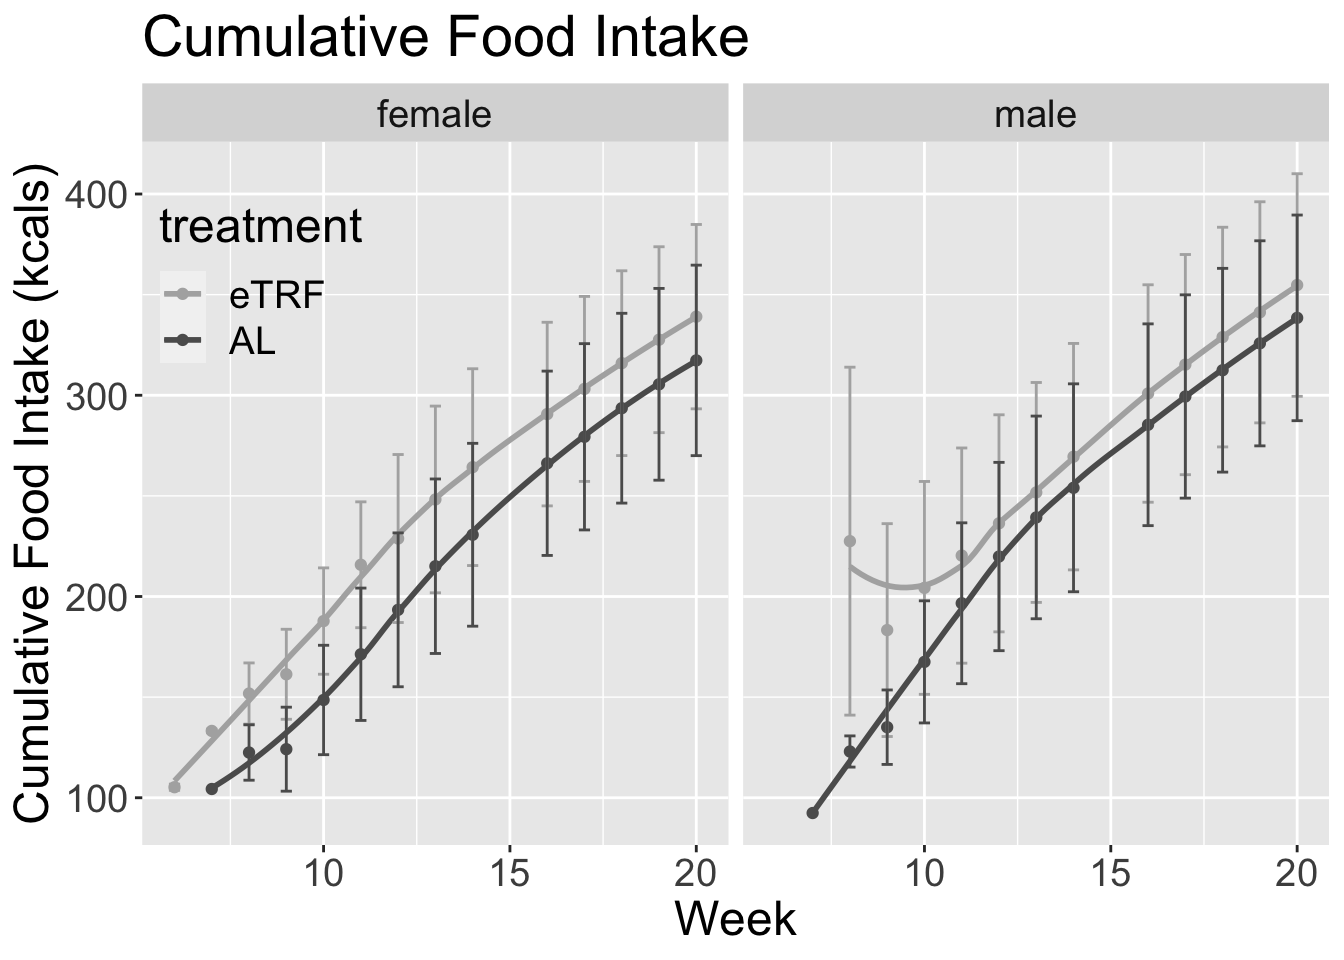 Cumulative Food Intake
female
male
Cumulative Food Intake (kcals)
400
300
200
100
treatment
eTRF
AL
10
15
20
10
15
20
Week